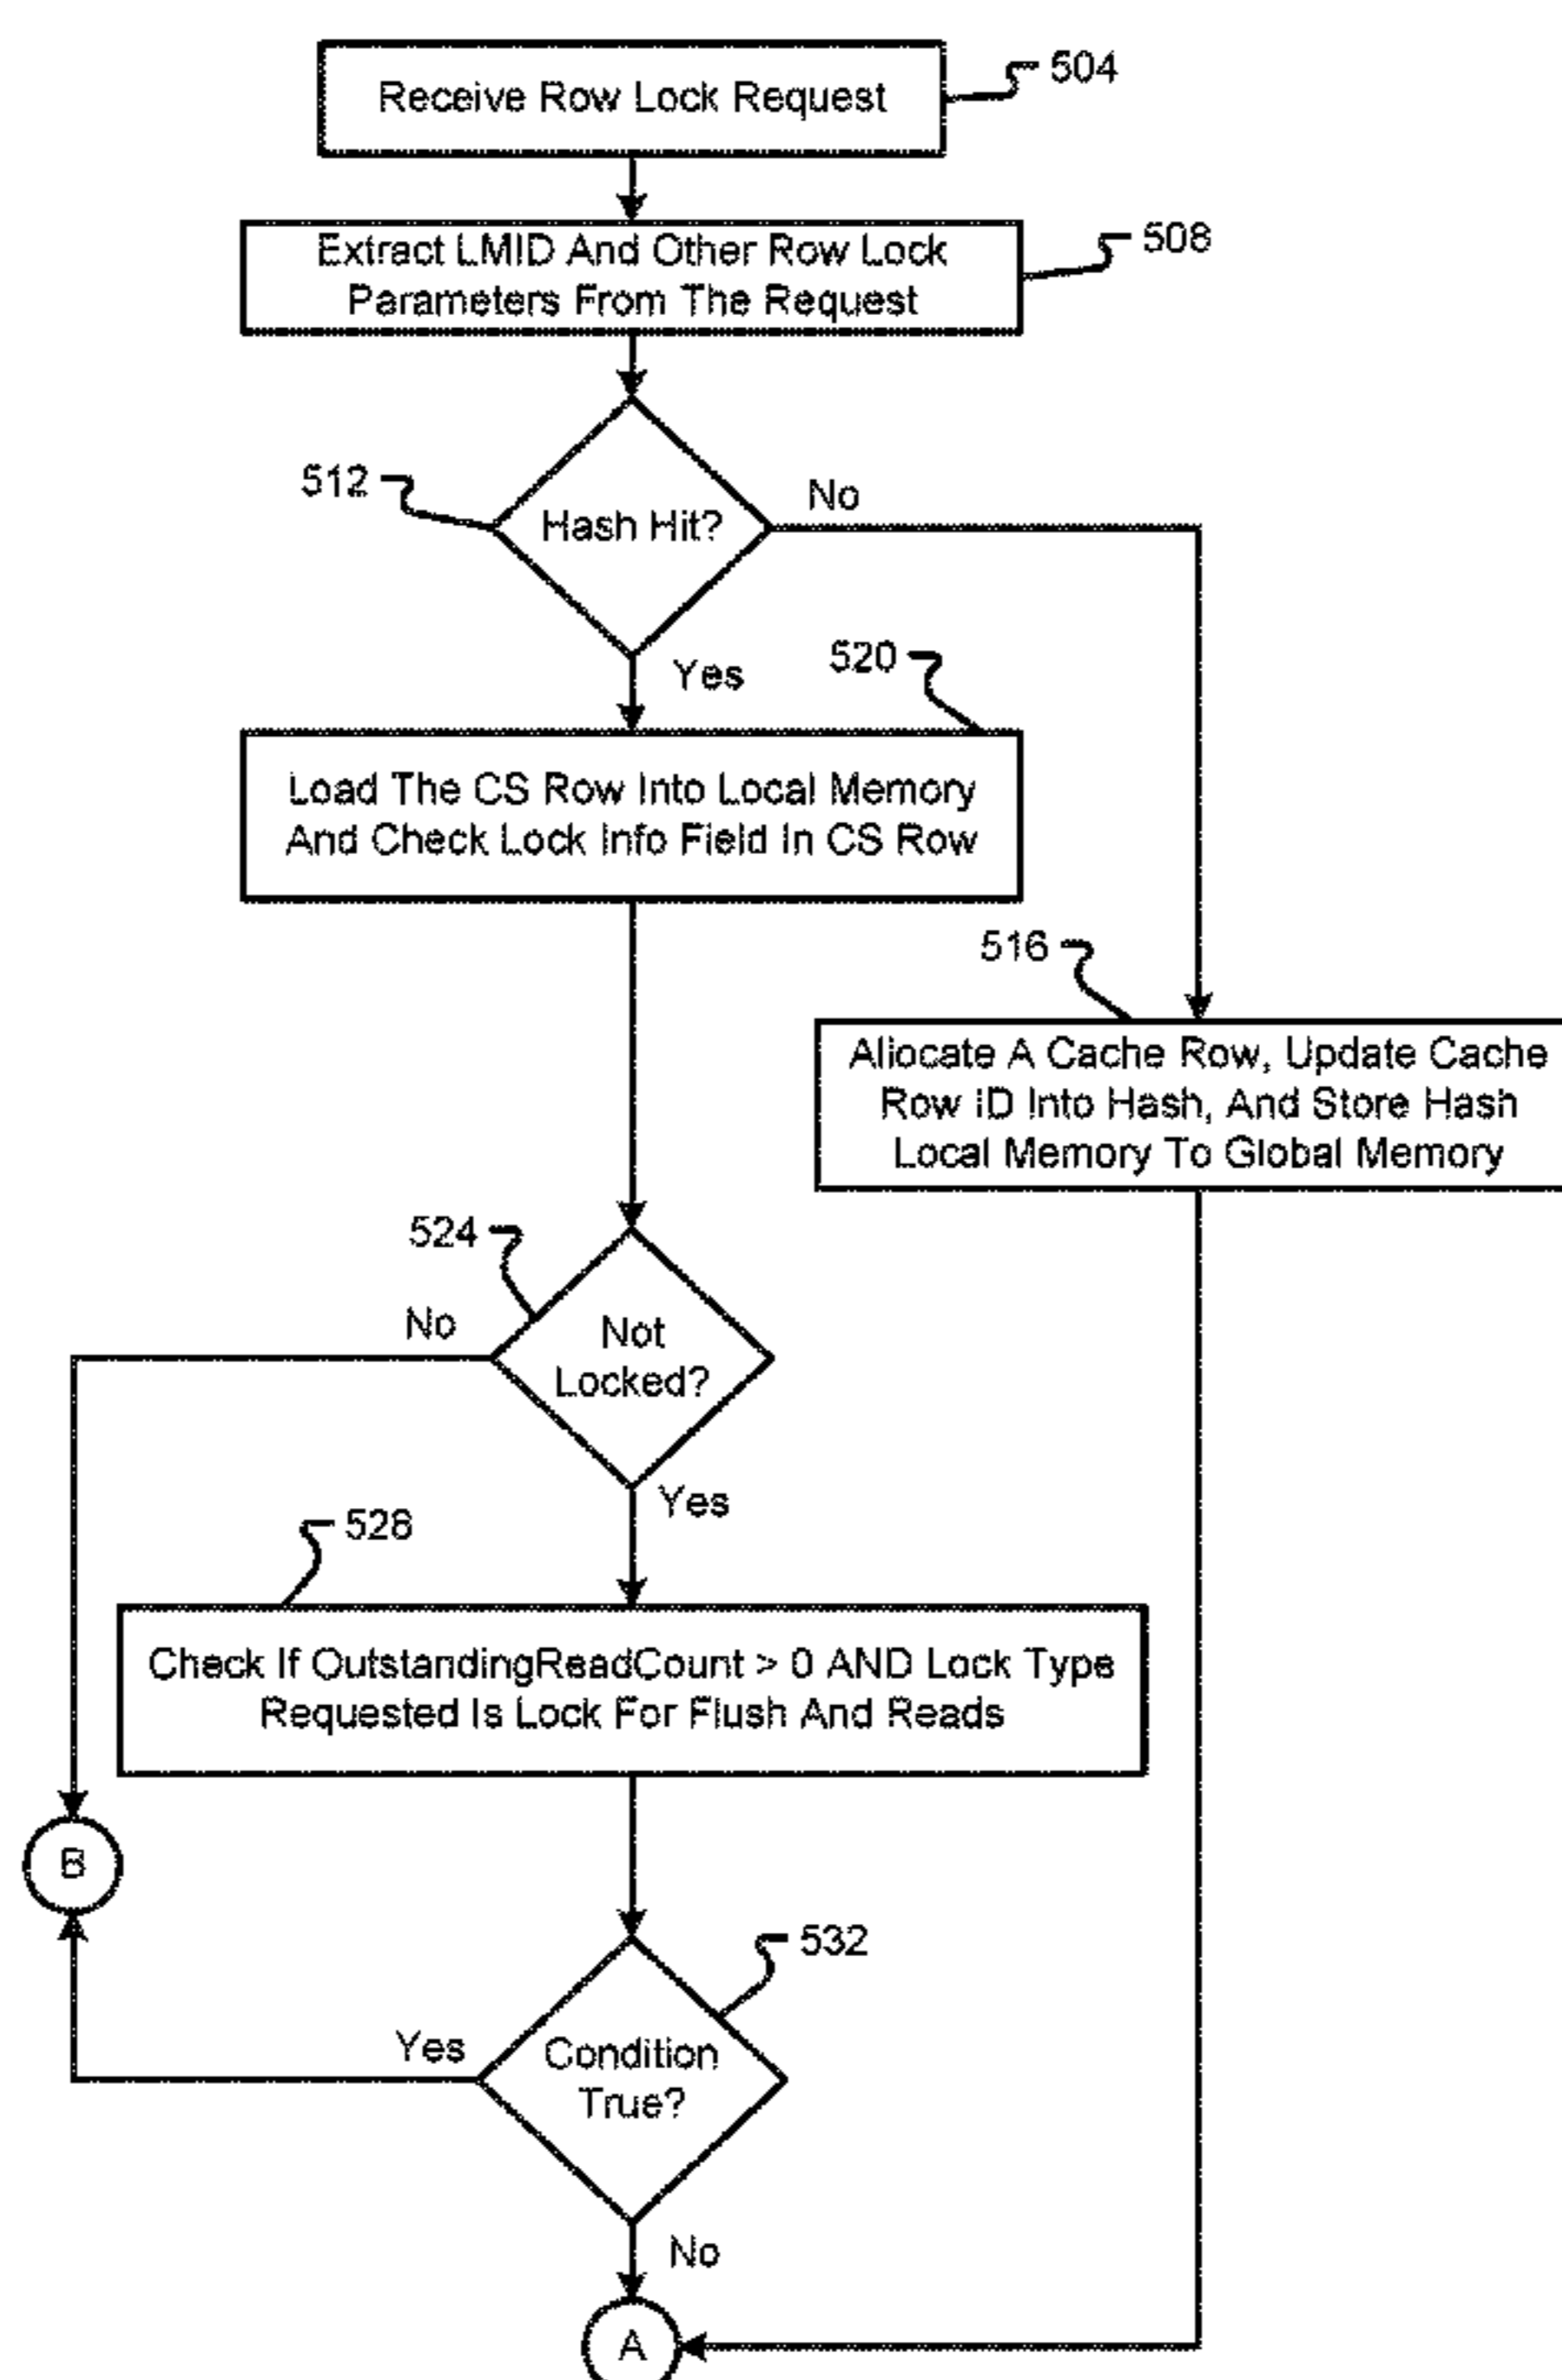 Receive Row Lock Request
504
Extract LMID And Other Row Lock
Parameters From The Request
508
512
Hash Hit?
No
Yes
520
Load The CS Row Into Local Memory
And Check Lock Info Field In CS Row
516
Allocate A Cache Row, Update Cache
Row ID Into Hash, And Store Hash
Local Memory To Global Memory
524
No
Not
Locked?
Yes
528
Check If OutstandingReadCount > 0 AND Lock Type
Requested Is Lock For Flush And Reads
B
532
Yes
Condition
True?
No
A